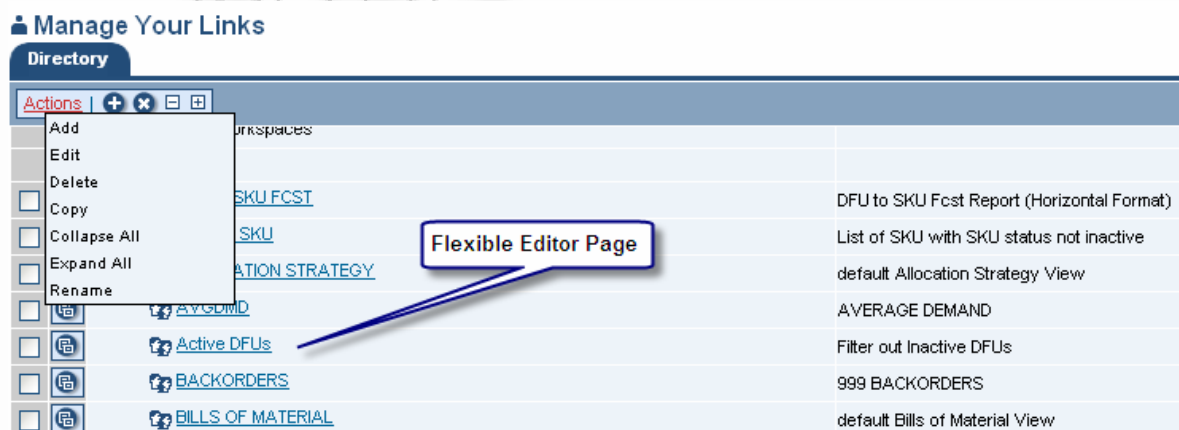 Manage Your Links
Directory
Actions |
Add
Edit
Delete
Copy
Collapse All
Expand All
Rename
SKU FCST
DFU to SKU Fcst Report (Horizontal Format)
SKU
List of SKU with SKU status not inactive
Flexible Editor Page
ATION STRATEGY
default Allocation Strategy View
AVGDMD
AVERAGE DEMAND
Active DFUs
Filter out Inactive DFUs
BACKORDERS
999 BACKORDERS
BILLS OF MATERIAL
default Bills of Material View